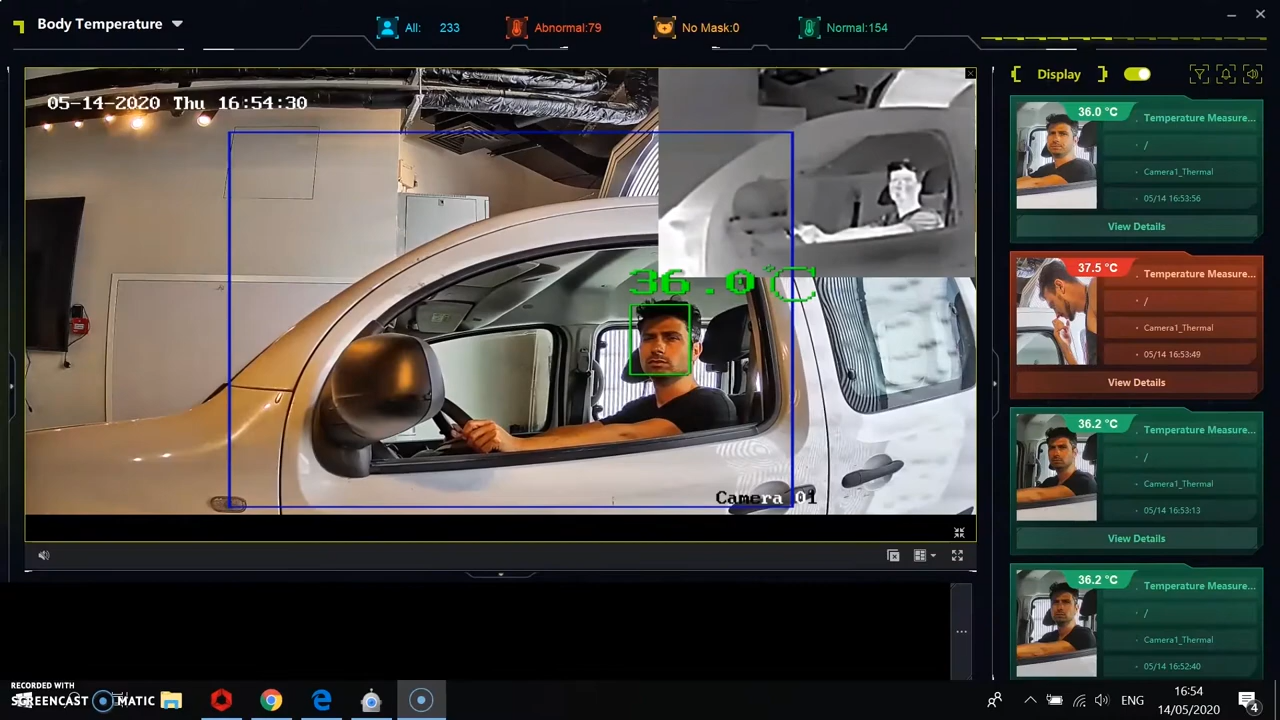 Body Temperature
All: 233
Abnormal:79
No Mask:0
Normal:154
05-14-2020 Thu 16:54:30
36.0°C
Camera 01
Display
36.0 °C
Temperature Measure...
/
Camera1_Thermal
05/14 16:53:56
View Details
37.5 °C
Temperature Measure...
/
Camera1_Thermal
05/14 16:53:49
View Details
36.2 °C
Temperature Measure...
/
Camera1_Thermal
05/14 16:53:13
View Details
36.2 °C
Temperature Measure...
/
Camera1_Thermal
05/14 16:52:40
RECORDED WITH
SCREENCAST MATIC
ENG
16:54
14/05/2020
4